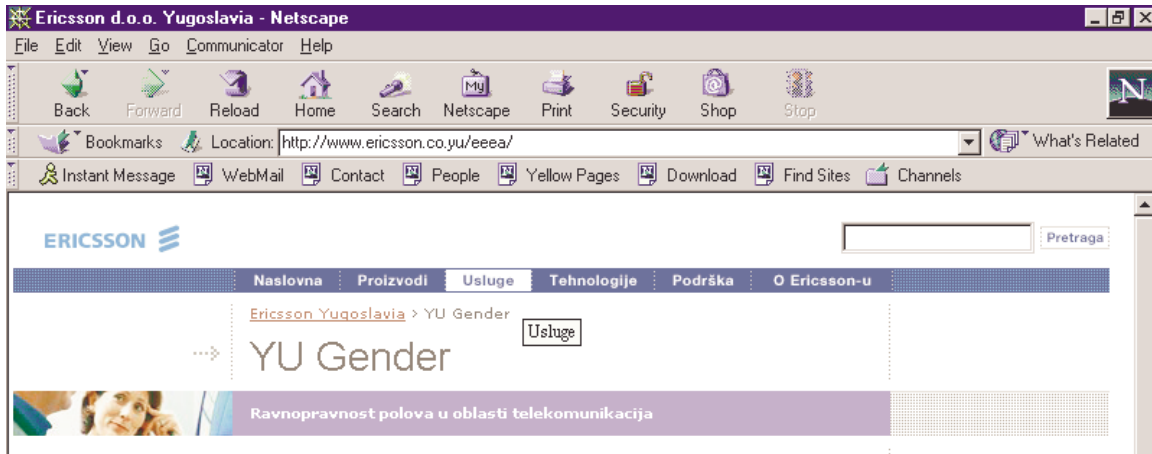 Ericsson d.o.o. Yugoslavia - Netscape
File Edit View Go Communicator Help
Back Forward Reload Home Search Netscape Print Security Shop Stop
Bookmarks Location: http://www.ericsson.co.yu/eeea/ What's Related
Instant Message WebMail Contact People Yellow Pages Download Find Sites Channels
ERICSSON Pretraga
Naslovna Proizvodi Usluge Tehnologije Podrška O Ericsson-u
Ericsson Yugoslavia > YU Gender
Usluge
YU Gender
Ravnopravnost polova u oblasti telekomunikacija